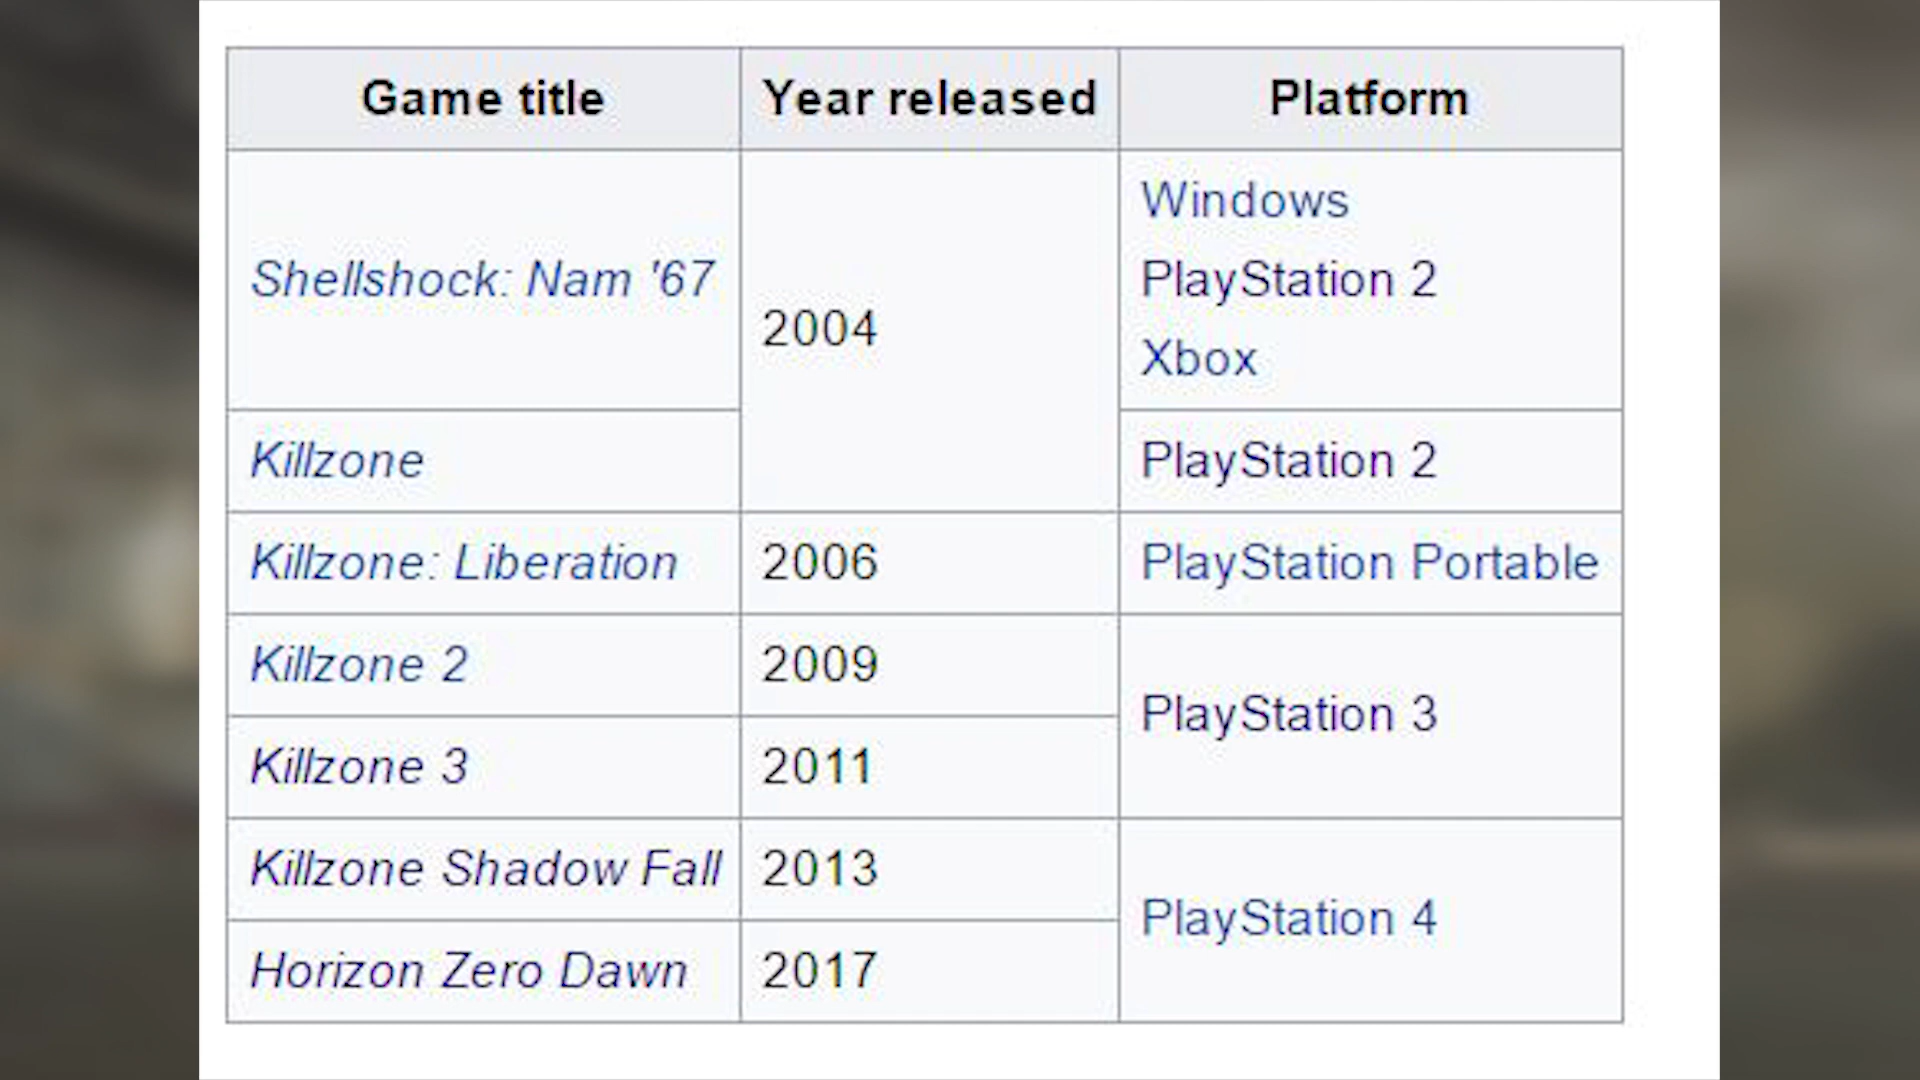 Game title Year released Platform
Shellshock: Nam '67 2004 Windows
PlayStation 2
Xbox
Killzone PlayStation 2
Killzone: Liberation 2006 PlayStation Portable
Killzone 2 2009 PlayStation 3
Killzone 3 2011
Killzone Shadow Fall 2013 PlayStation 4
Horizon Zero Dawn 2017